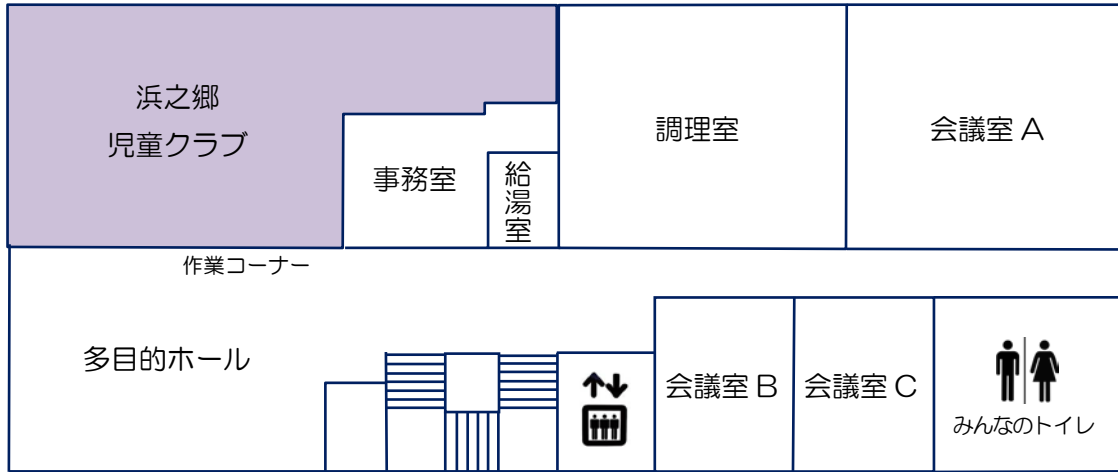 浜之郷
児童クラブ
事務室
給湯室
調理室
会議室 A
作業コーナー
多目的ホール
会議室 B
会議室 C
みんなのトイレ